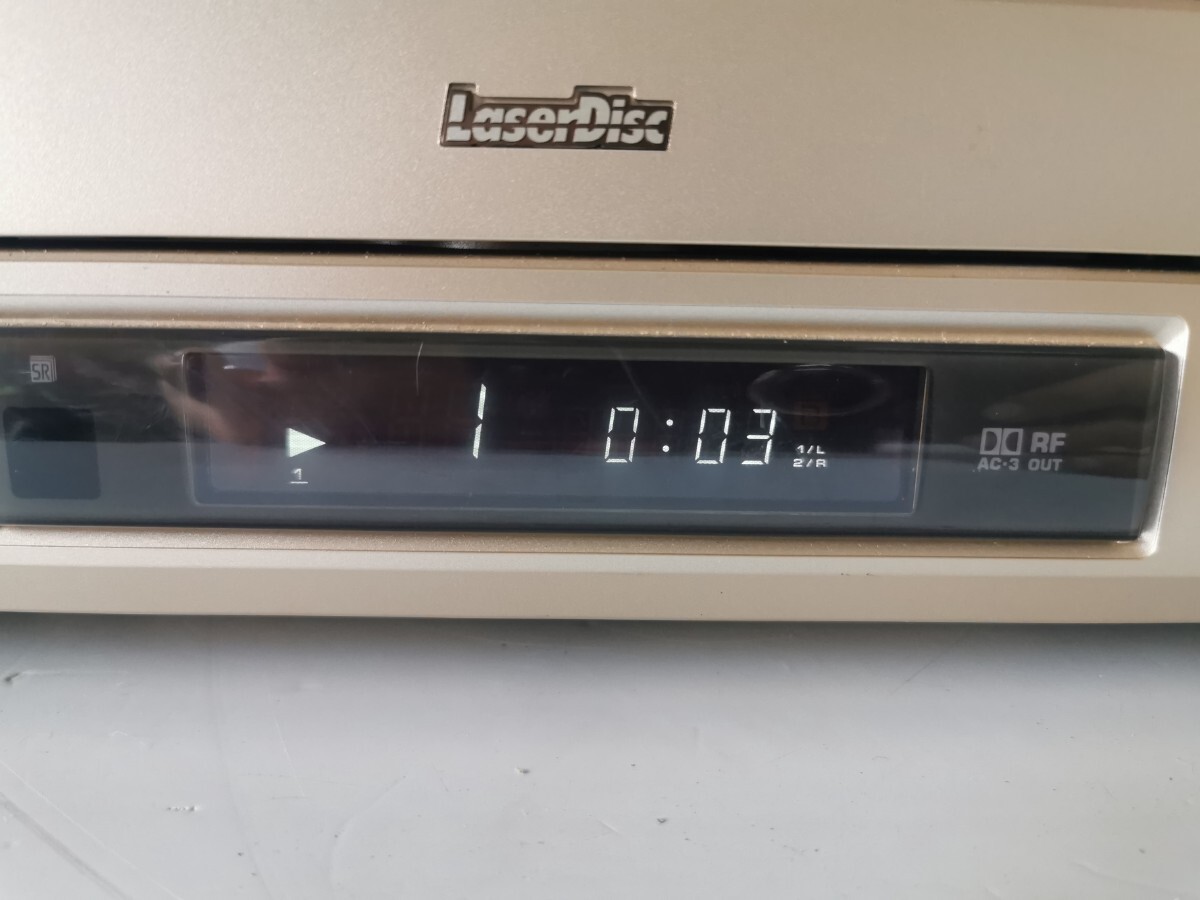 LaserDisc
SR
1 0:03
1/L
2/R
1
RF
AC-3 OUT